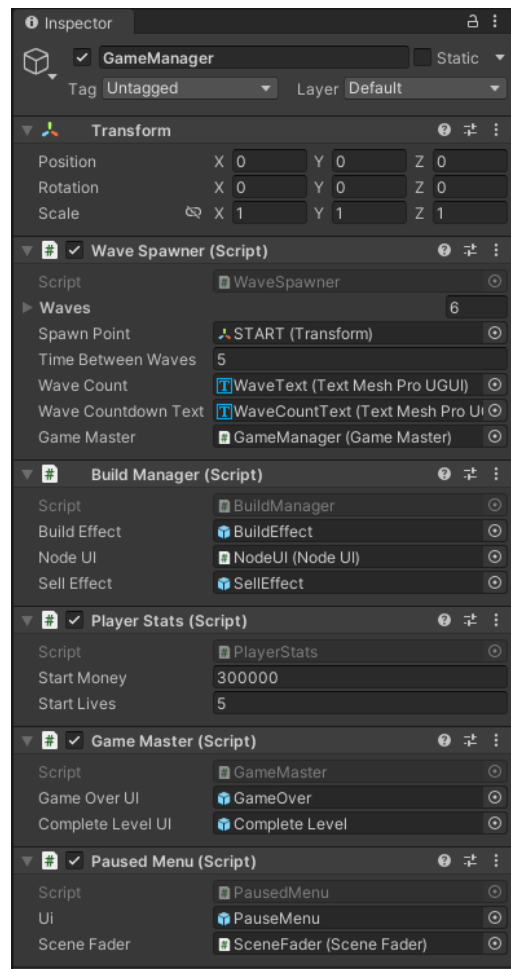 Inspector
GameManager Static
Tag Untagged Layer Default
Transform
Position X 0 Y 0 Z 0
Rotation X 0 Y 0 Z 0
Scale X 1 Y 1 Z 1
# Wave Spawner (Script)
Script # WaveSpawner
Waves 6
Spawn Point START (Transform)
Time Between Waves 5
Wave Count WaveText (Text Mesh Pro UGUI)
Wave Countdown Text WaveCountText (Text Mesh Pro U
Game Master # GameManager (Game Master)
# Build Manager (Script)
Script # BuildManager
Build Effect BuildEffect
Node UI # NodeUI (Node UI)
Sell Effect SellEffect
# Player Stats (Script)
Script # PlayerStats
Start Money 300000
Start Lives 5
# Game Master (Script)
Script # GameMaster
Game Over UI GameOver
Complete Level UI Complete Level
# Paused Menu (Script)
Script # PausedMenu
Ui PauseMenu
Scene Fader # SceneFader (Scene Fader)